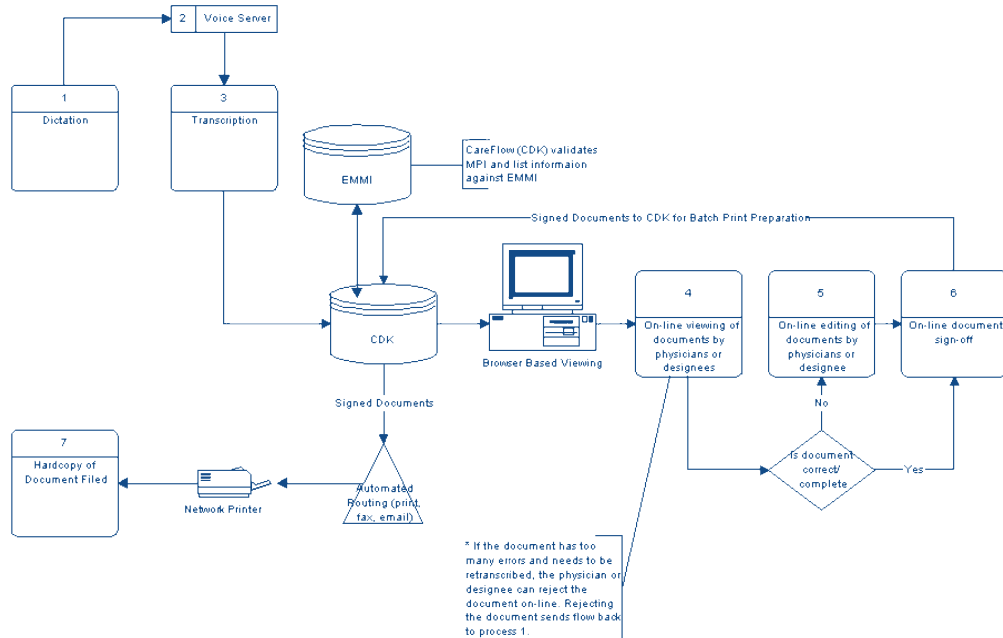 2 Voice Server
1
Dictation
3
Transcription
EMMI
CareFlow (CDK) validates
MPI and list informaion
against EMMI
Signed Documents to CDK for Batch Print Preparation
CDK
Browser Based Viewing
4
On-line viewing of
documents by
physicians or
designees
5
On-line editing of
documents by
physicians or
designee
6
On-line document
sign-off
Signed Documents
No
Is document
correct/
complete
Yes
7
Hardcopy of
Document Filed
Network Printer
Automated
Routing (print,
fax, email)
* If the document has too
many errors and needs to be
retranscribed, the physician or
designee can reject the
document on-line. Rejecting
the document sends flow back
to process 1.